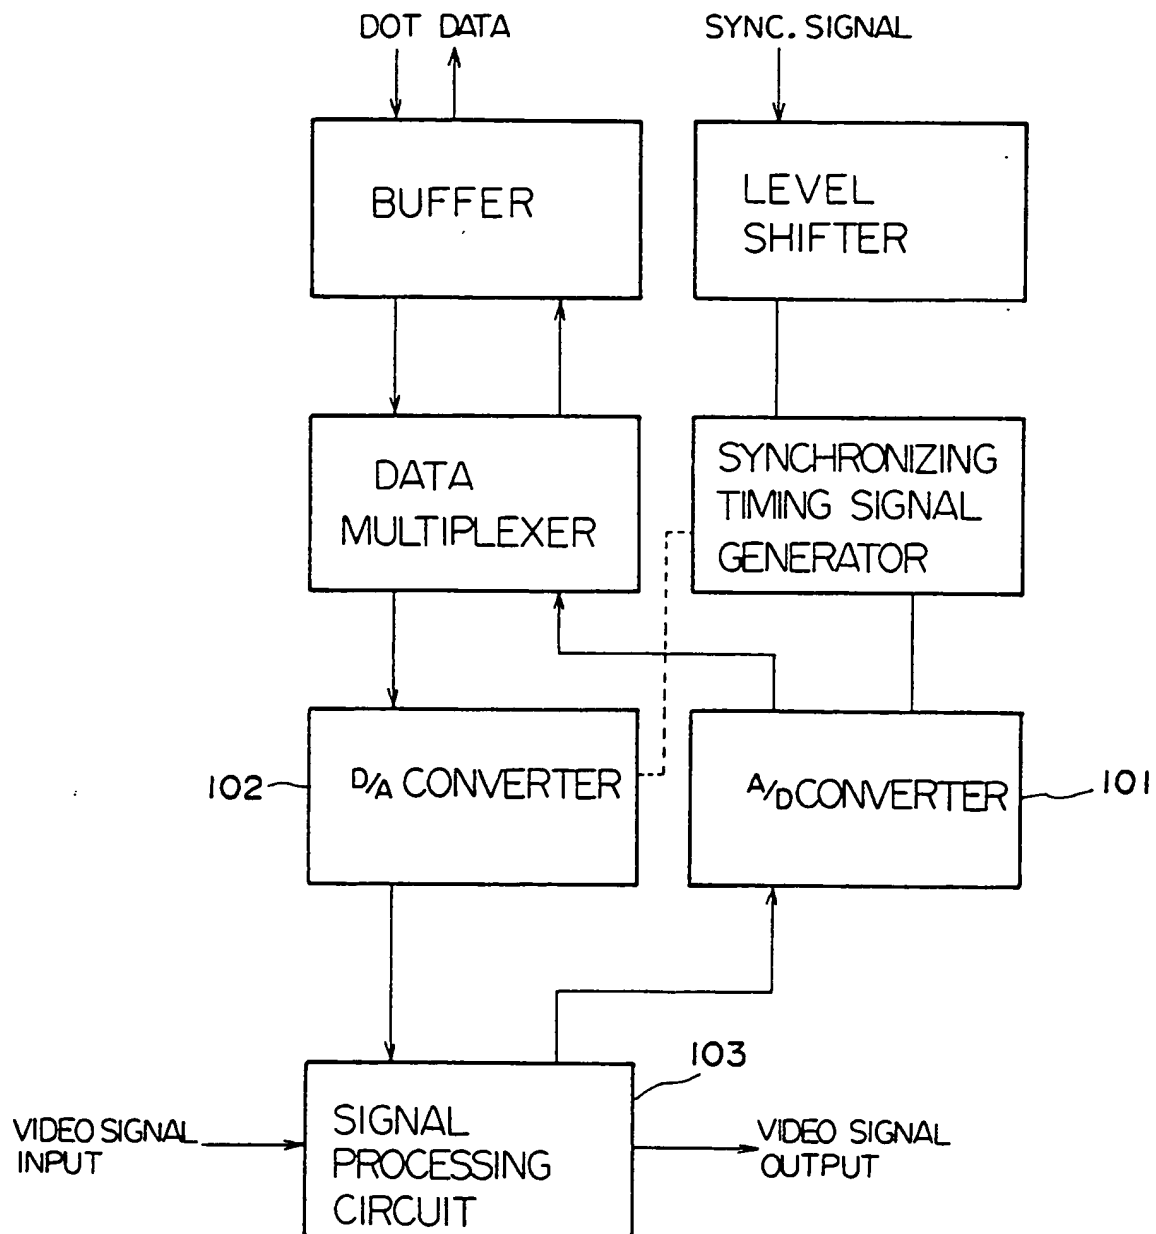 DOT DATA
SYNC. SIGNAL
BUFFER
LEVEL
SHIFTER
DATA
MULTIPLEXER
SYNCHRONIZING
TIMING SIGNAL
GENERATOR
102
D/A CONVERTER
A/D CONVERTER
101
103
VIDEO SIGNAL
INPUT
SIGNAL
PROCESSING
CIRCUIT
VIDEO SIGNAL
OUTPUT